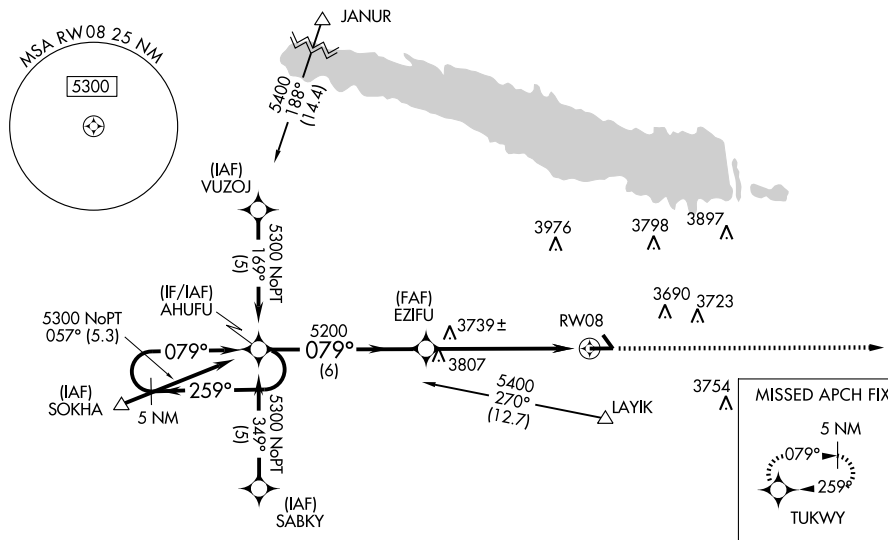 JANUR
MSA RW08 25 NM
5300
5400
188°
(14.4)
(IAF)
VUZOJ
5300 NoPT
169°
(5)
3976
3798
3897
(IF/IAF)
AHUFU
5300 NoPT
057° (5.3)
079°
259°
5 NM
(IAF)
SOKHA
5200
079°
(6)
(FAF)
EZIFU
3739±
3807
RW08
3690
3723
5400
270°
(12.7)
LAYIK
3754
5300 NoPT
349°
(5)
(IAF)
SABKY
MISSED APCH FIX
5 NM
079°
259°
TUKWY